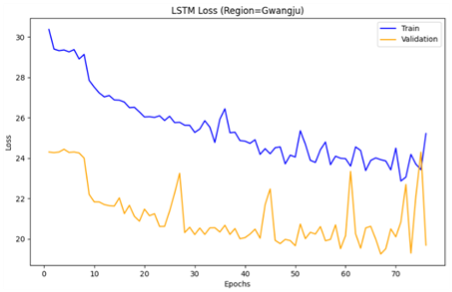 LSTM Loss (Region=Gwangju)
Train
Validation
Loss
30
28
26
24
22
20
0 10 20 30 40 50 60 70
Epochs